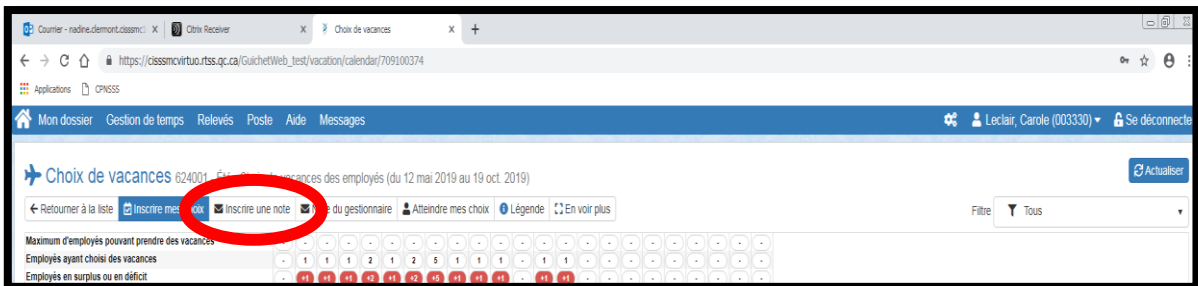 Courrier - nadine.clermont.cisssmc1 X Citrix Receiver X Choix de vacances X +
https://cisssmcvirtuo.rtss.qc.ca/GuichetWeb_test/vacation/calendar/709100374
Applications CPNSSS
Mon dossier Gestion de temps Relevés Poste Aide Messages Leclair, Carole (003330) Se déconnecte
Choix de vacances 624001 des employés (du 12 mai 2019 au 19 oct. 2019) Actualiser
Retourner à la liste Inscrire mes Inscrire une note du gestionnaire Atteindre mes choix Légende En voir plus Filtre Tous
Maximum d'employés pouvant prendre des vacances - - - - - - - - - - - - - - - - - - -
Employés ayant choisi des vacances - 1 1 1 2 1 2 5 1 1 1 - 1 1 - - - - - - -
Employés en surplus ou en déficit - +1 +1 +1 +2 +1 +2 +5 +1 +1 +1 - +1 +1 - - - - - - -